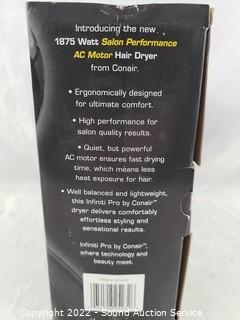 Introducing the new
1875 Watt Salon Performance
AC Motor Hair Dryer
from Conair.
• Ergonomically designed
for ultimate comfort.
• High performance for
salon quality results.
• Quiet, but powerful
AC motor ensures fast drying
time, which means less
heat exposure for hair.
• Well balanced and lightweight,
this Infiniti Pro by Conair™
dryer delivers comfortably
effortless styling and
sensational results.
Infiniti Pro by Conair™,
where technology and
beauty meet.
Copyright © 2022 - Sound Auction Service